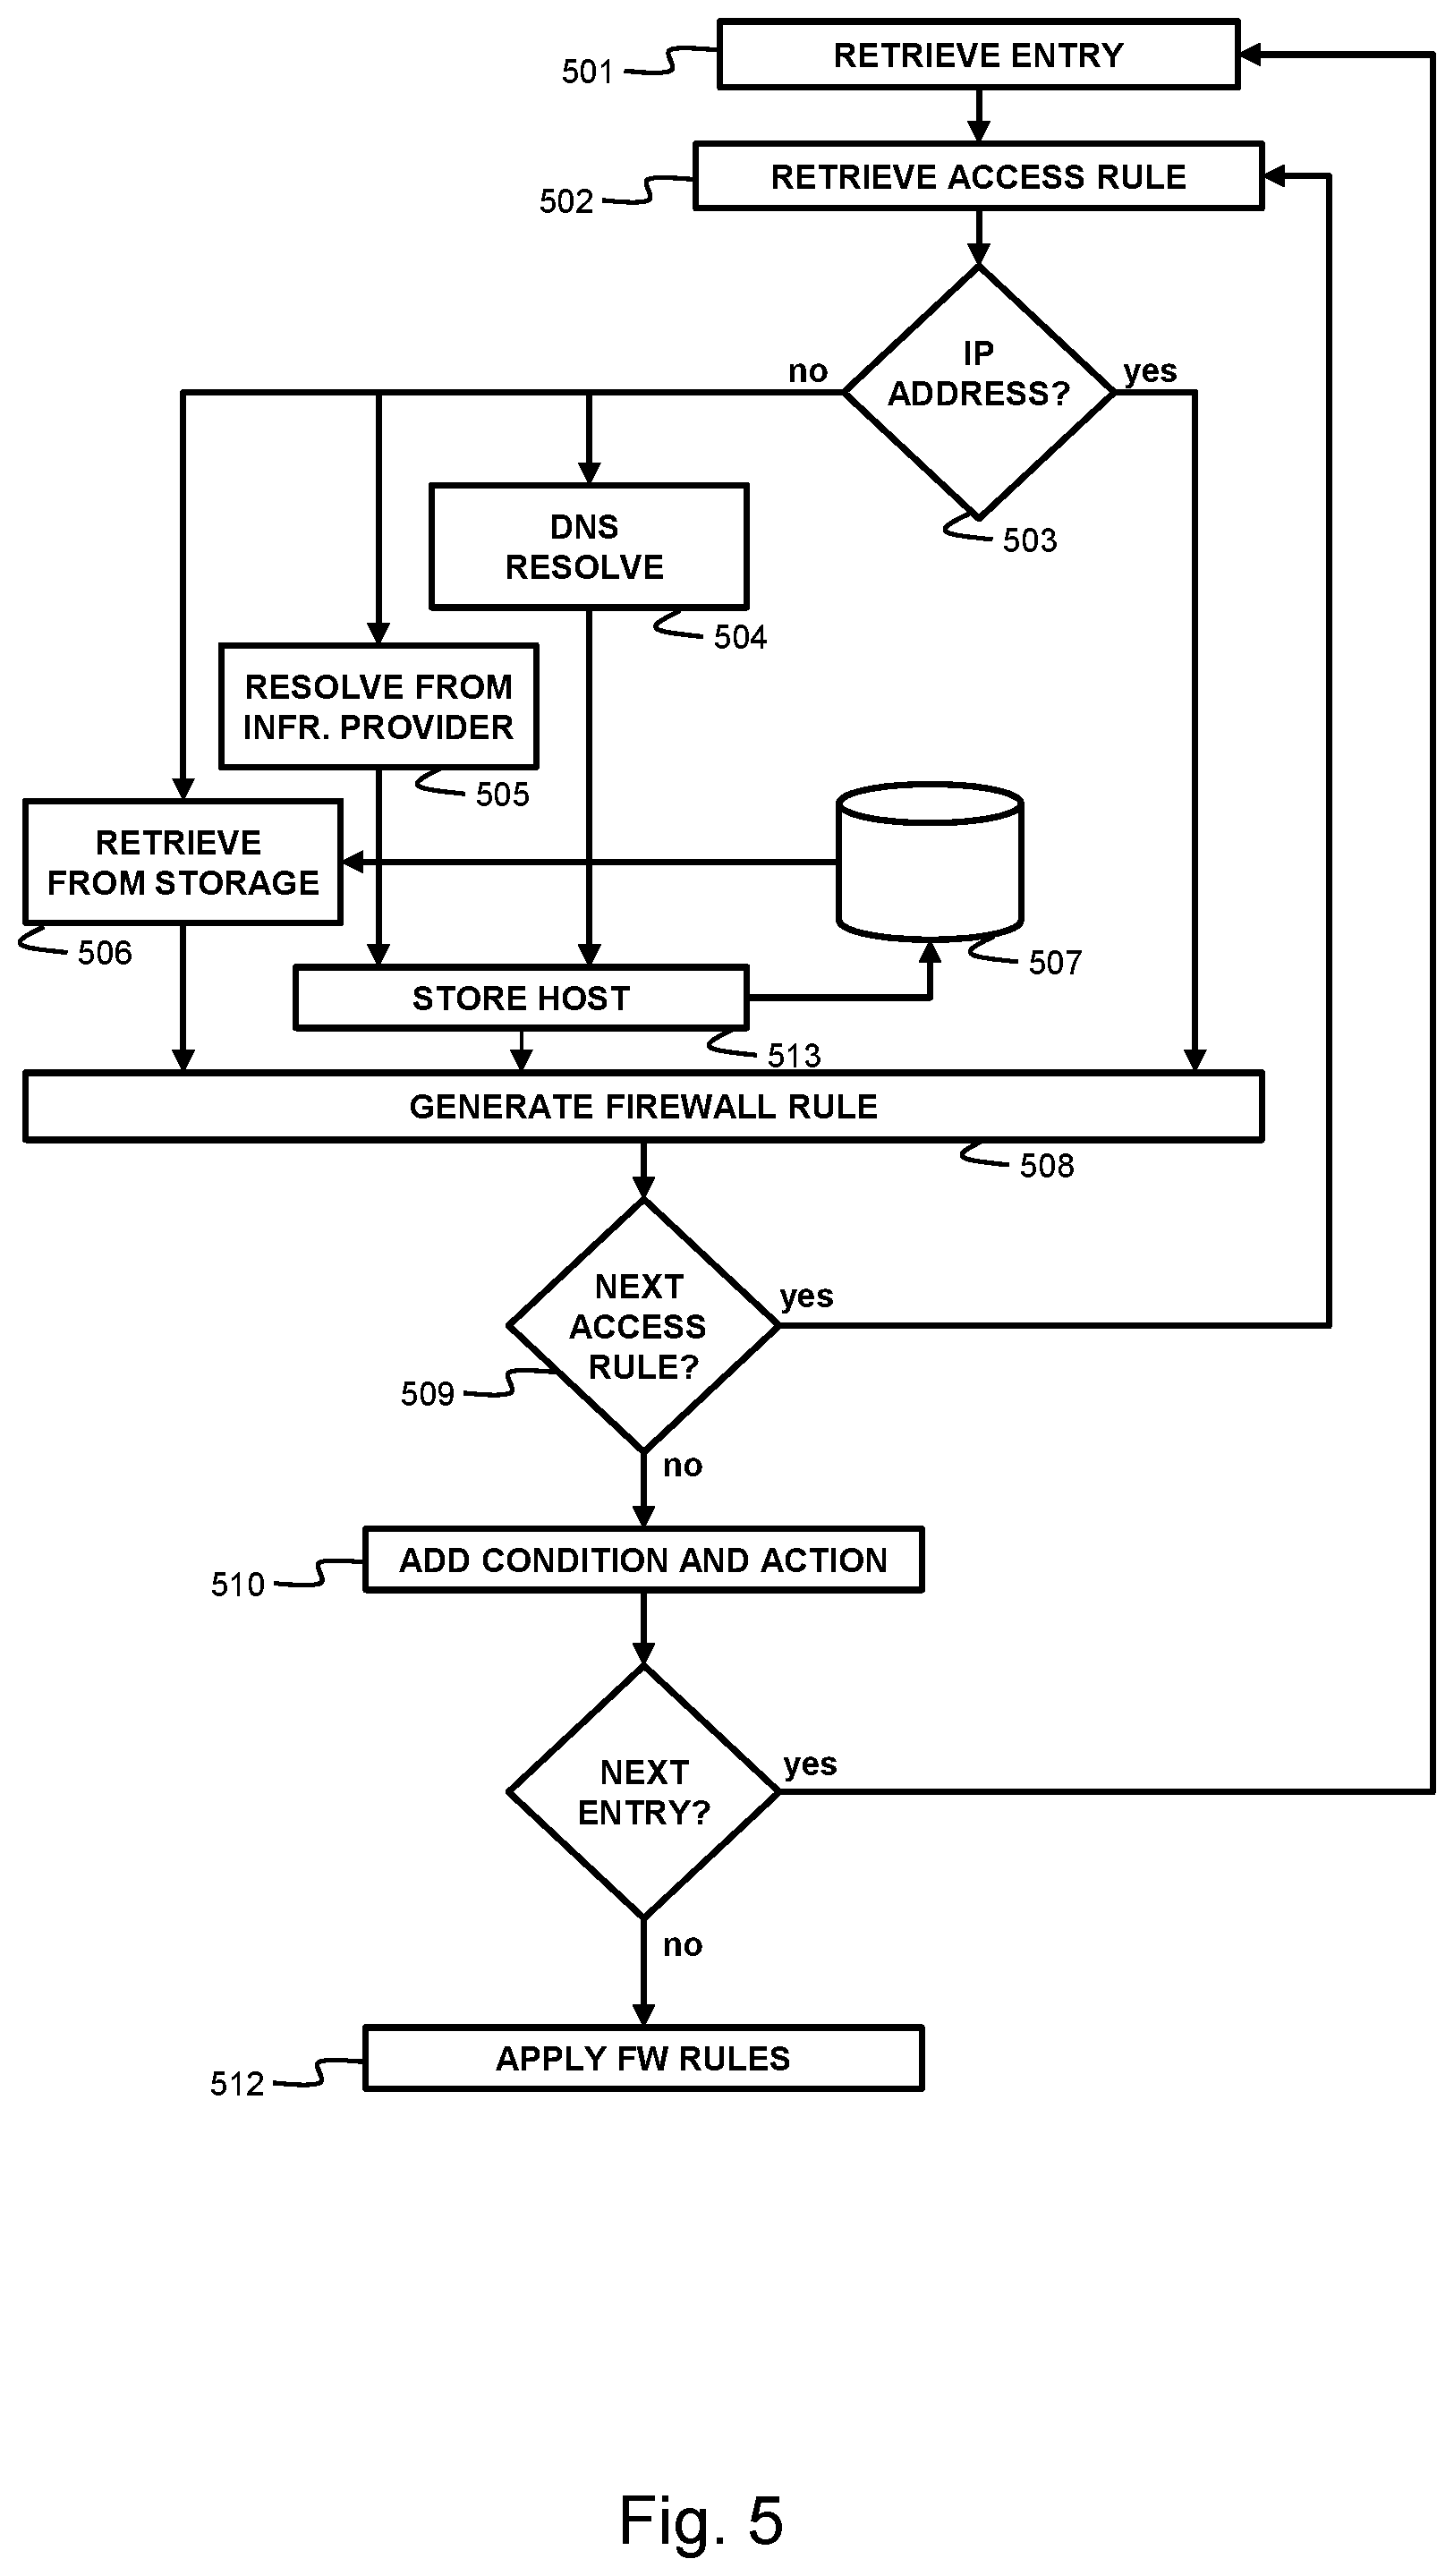 RETRIEVE ENTRY
501
RETRIEVE ACCESS RULE
502
IP
ADDRESS?
no
yes
503
DNS
RESOLVE
504
RESOLVE FROM
INFR. PROVIDER
505
RETRIEVE
FROM STORAGE
506
507
STORE HOST
513
GENERATE FIREWALL RULE
508
NEXT
ACCESS
RULE?
yes
509
no
ADD CONDITION AND ACTION
510
NEXT
ENTRY?
yes
no
APPLY FW RULES
512
Fig. 5